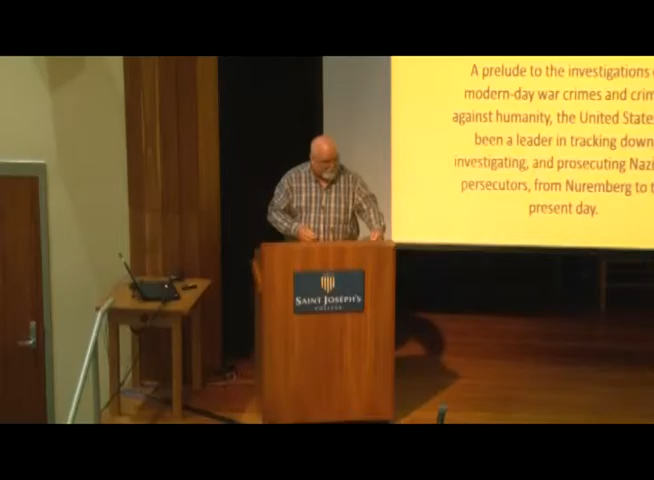 A prelude to the investigations
modern-day war crimes and crim
against humanity, the United State
been a leader in tracking down
investigating, and prosecuting Nazi
persecutors, from Nuremberg to t
present day.
SAINT JOSEPH'S
COLLEGE